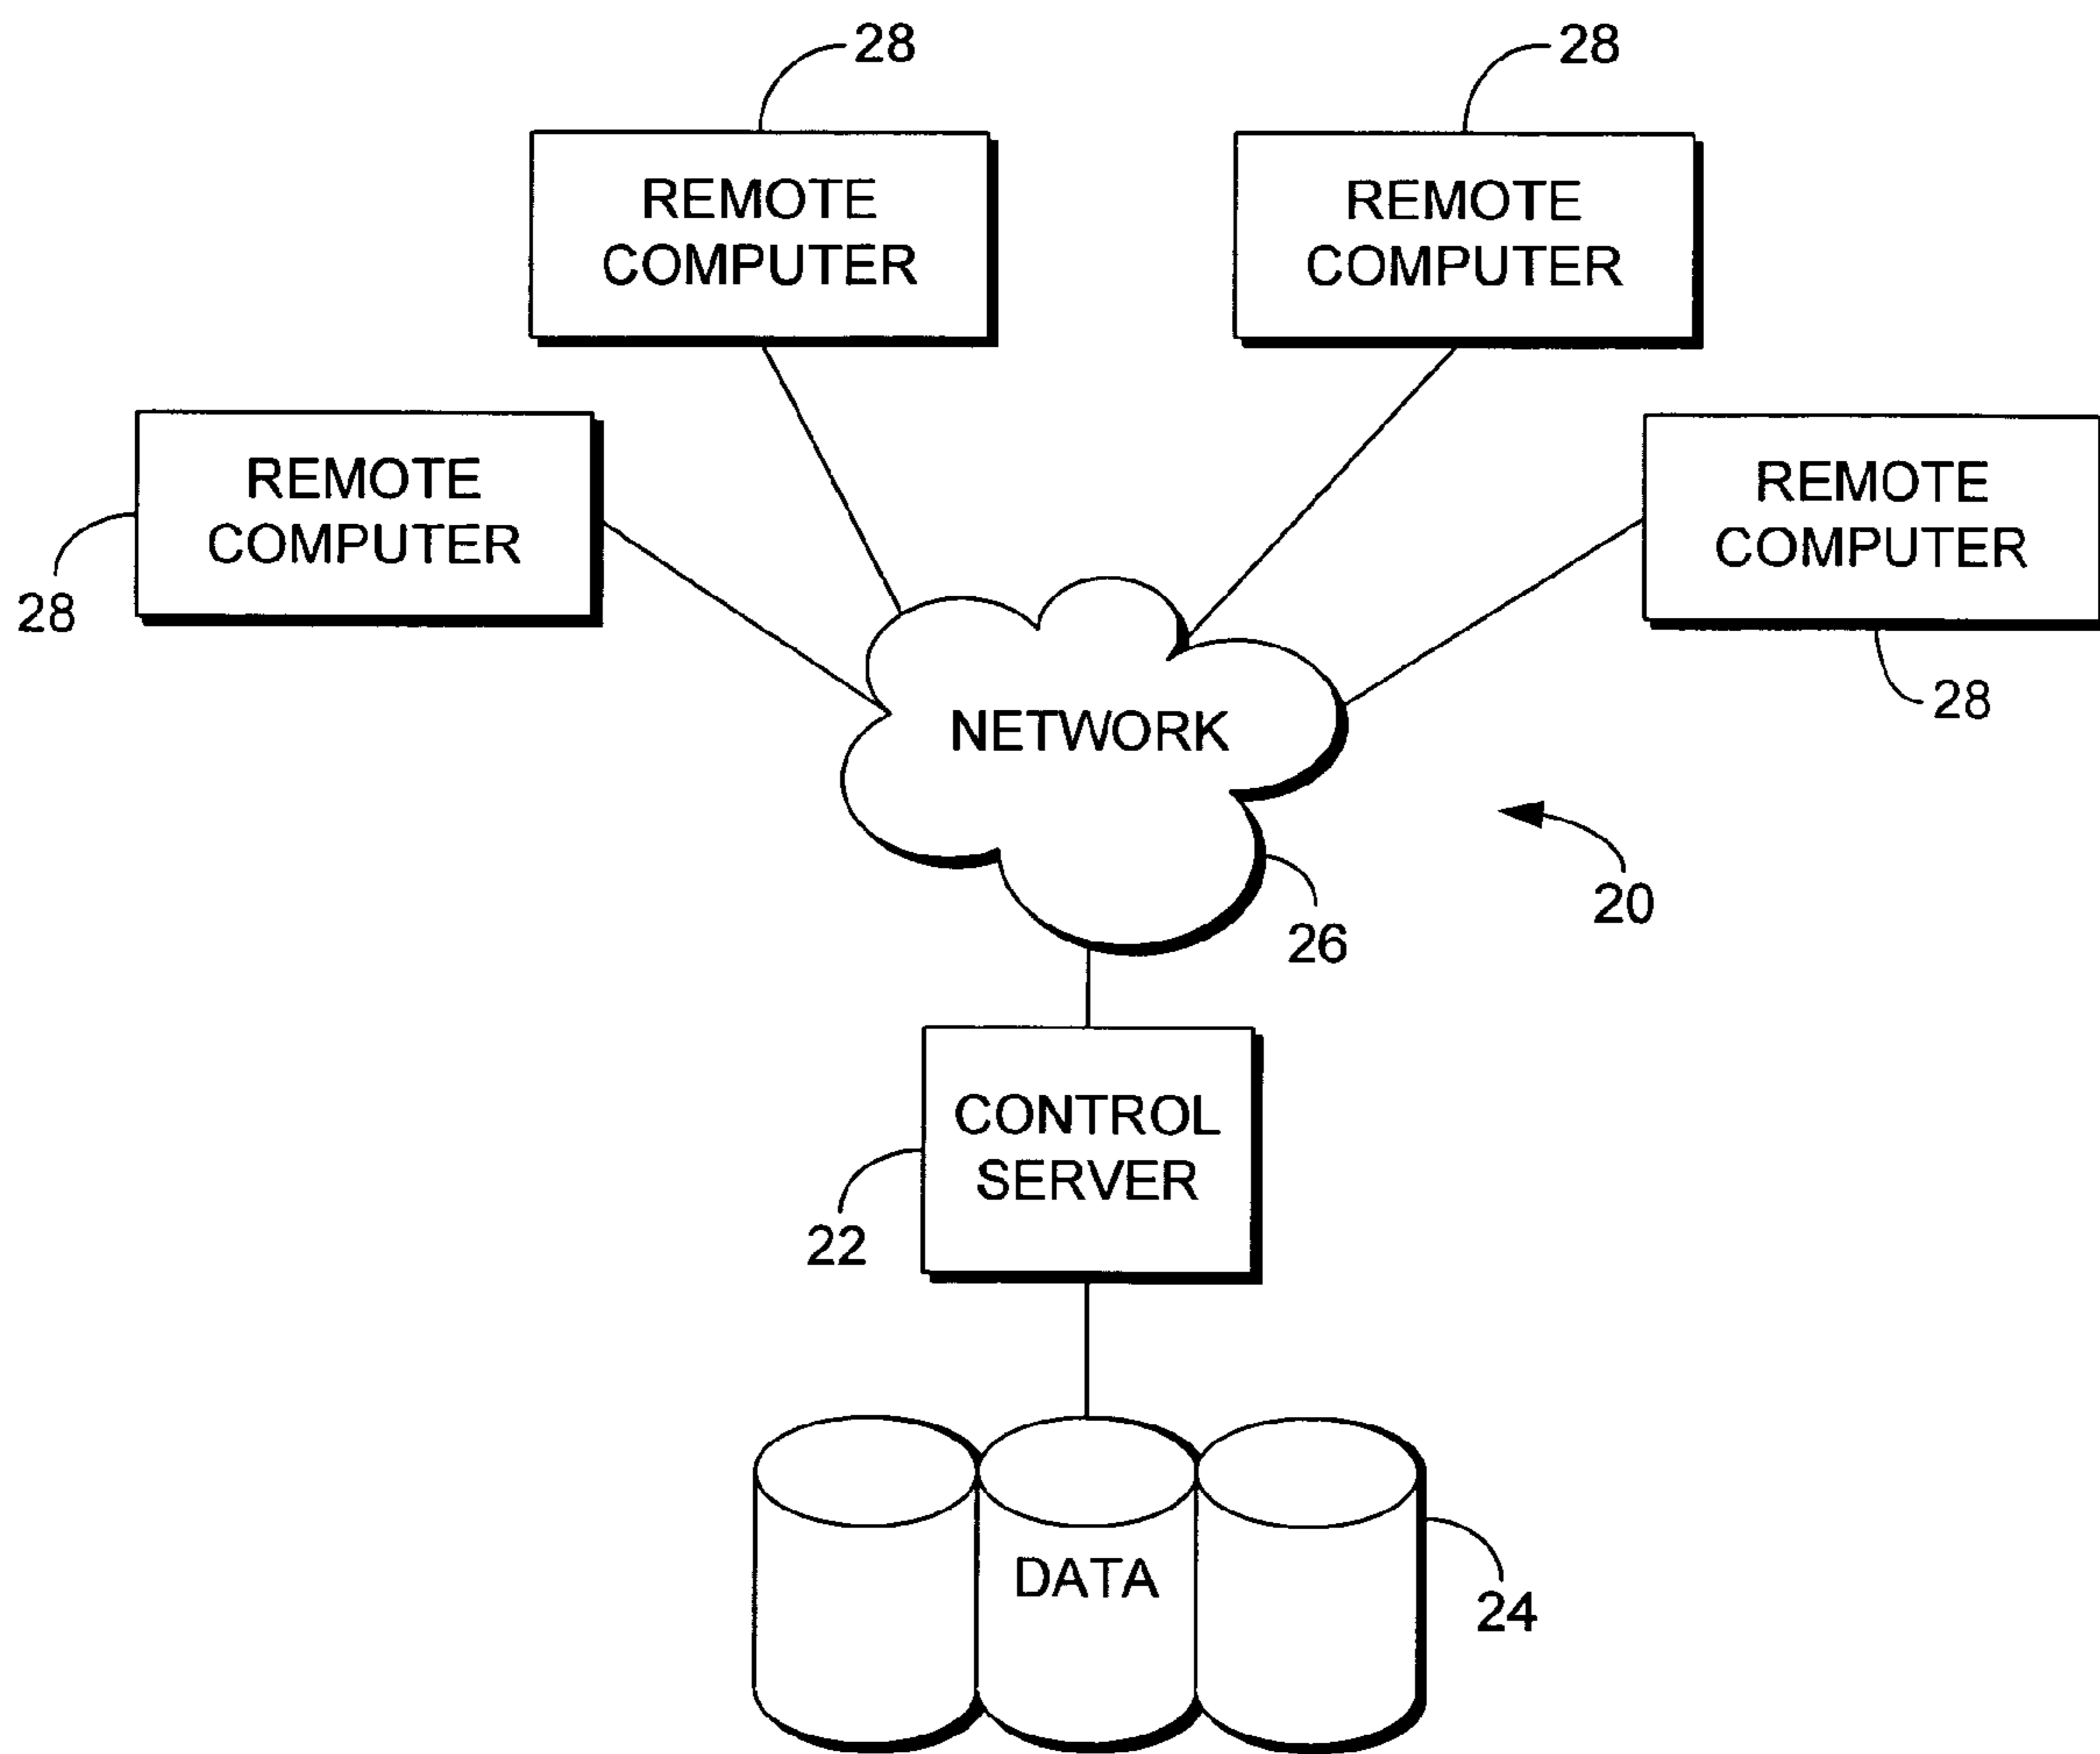 28
28
REMOTE
COMPUTER
REMOTE
COMPUTER
REMOTE
COMPUTER
REMOTE
COMPUTER
28
28
NETWORK
20
26
CONTROL
SERVER
22
DATA
24